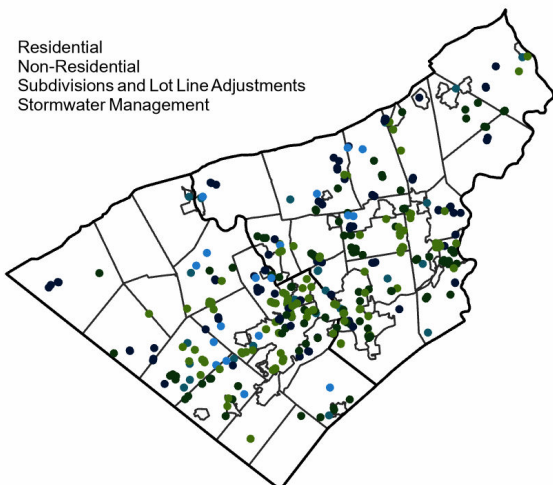 Residential
Non-Residential
Subdivisions and Lot Line Adjustments
Stormwater Management